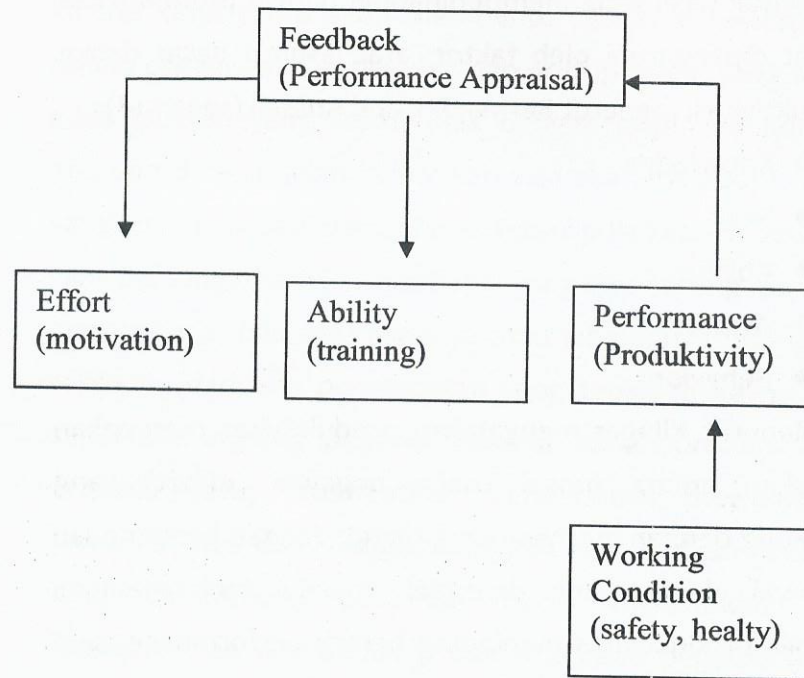 Feedback
(Performance Appraisal)
Effort
(motivation)
Ability
(training)
Performance
(Produktivity)
Working
Condition
(safety, healty)